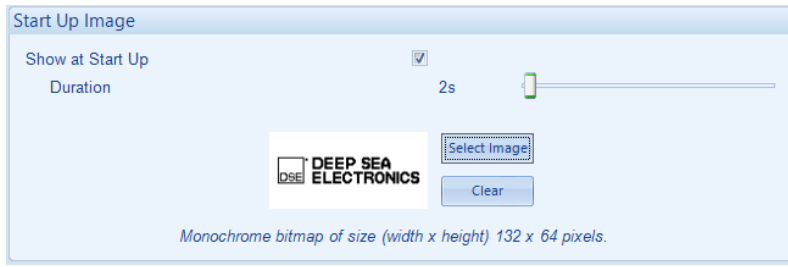 Start Up Image
Show at Start Up
Duration 2s
DSE DEEP SEA
ELECTRONICS
Select Image
Clear
Monochrome bitmap of size (width x height) 132 x 64 pixels.